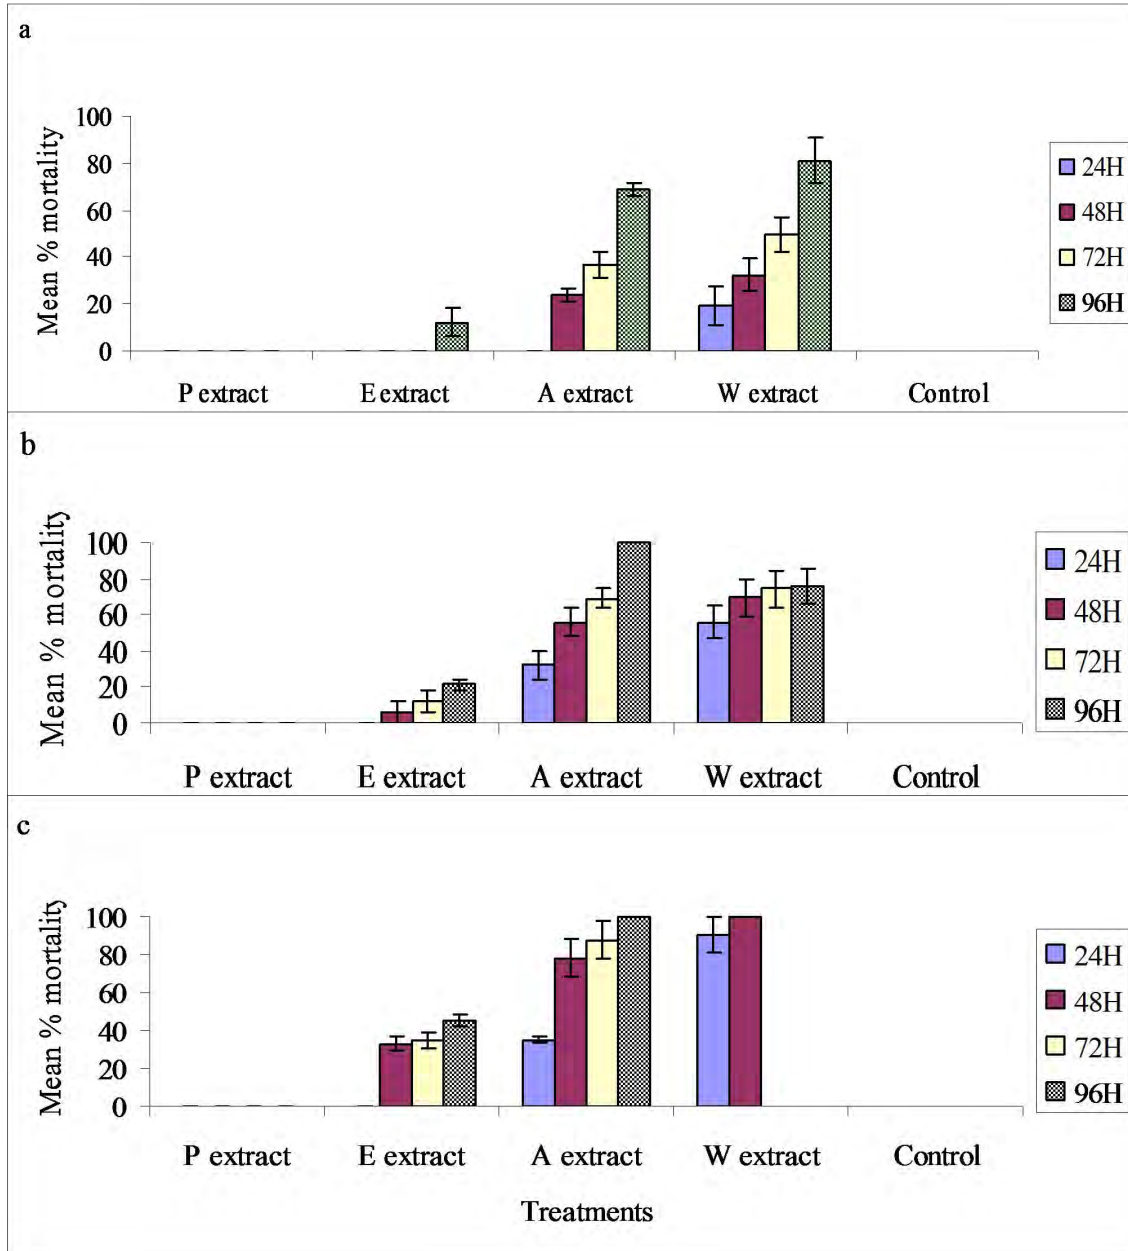 a
Mean % mortality
100
80
60
40
20
0
P extract E extract A extract W extract Control
24H
48H
72H
96H
b
Mean % mortality
100
80
60
40
20
0
P extract E extract A extract W extract Control
24H
48H
72H
96H
c
Mean % mortality
100
80
60
40
20
0
P extract E extract A extract W extract Control
Treatments
24H
48H
72H
96H